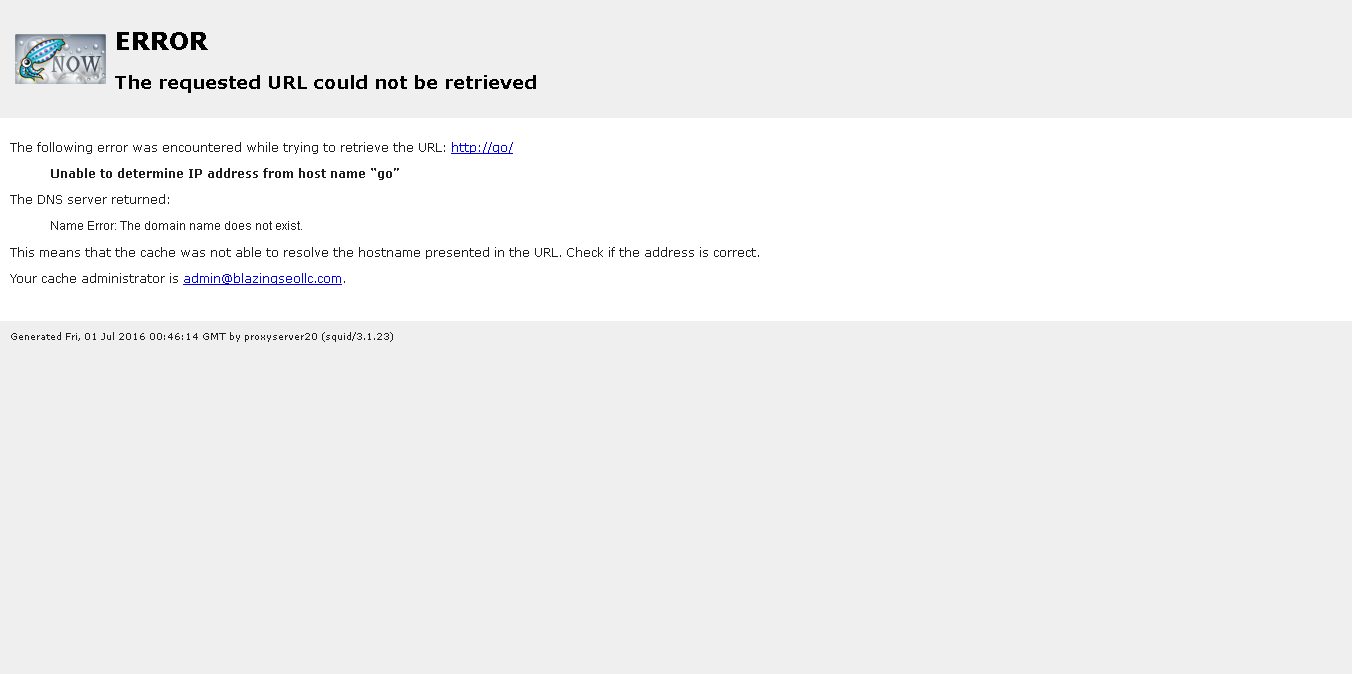 NOW
ERROR
The requested URL could not be retrieved
The following error was encountered while trying to retrieve the URL: http://go/
Unable to determine IP address from host name “go”
The DNS server returned:
Name Error: The domain name does not exist.
This means that the cache was not able to resolve the hostname presented in the URL. Check if the address is correct.
Your cache administrator is admin@blazingseollc.com.
Generated Fri, 01 Jul 2016 00:46:14 GMT by proxyserver20 (squid/3.1.23)